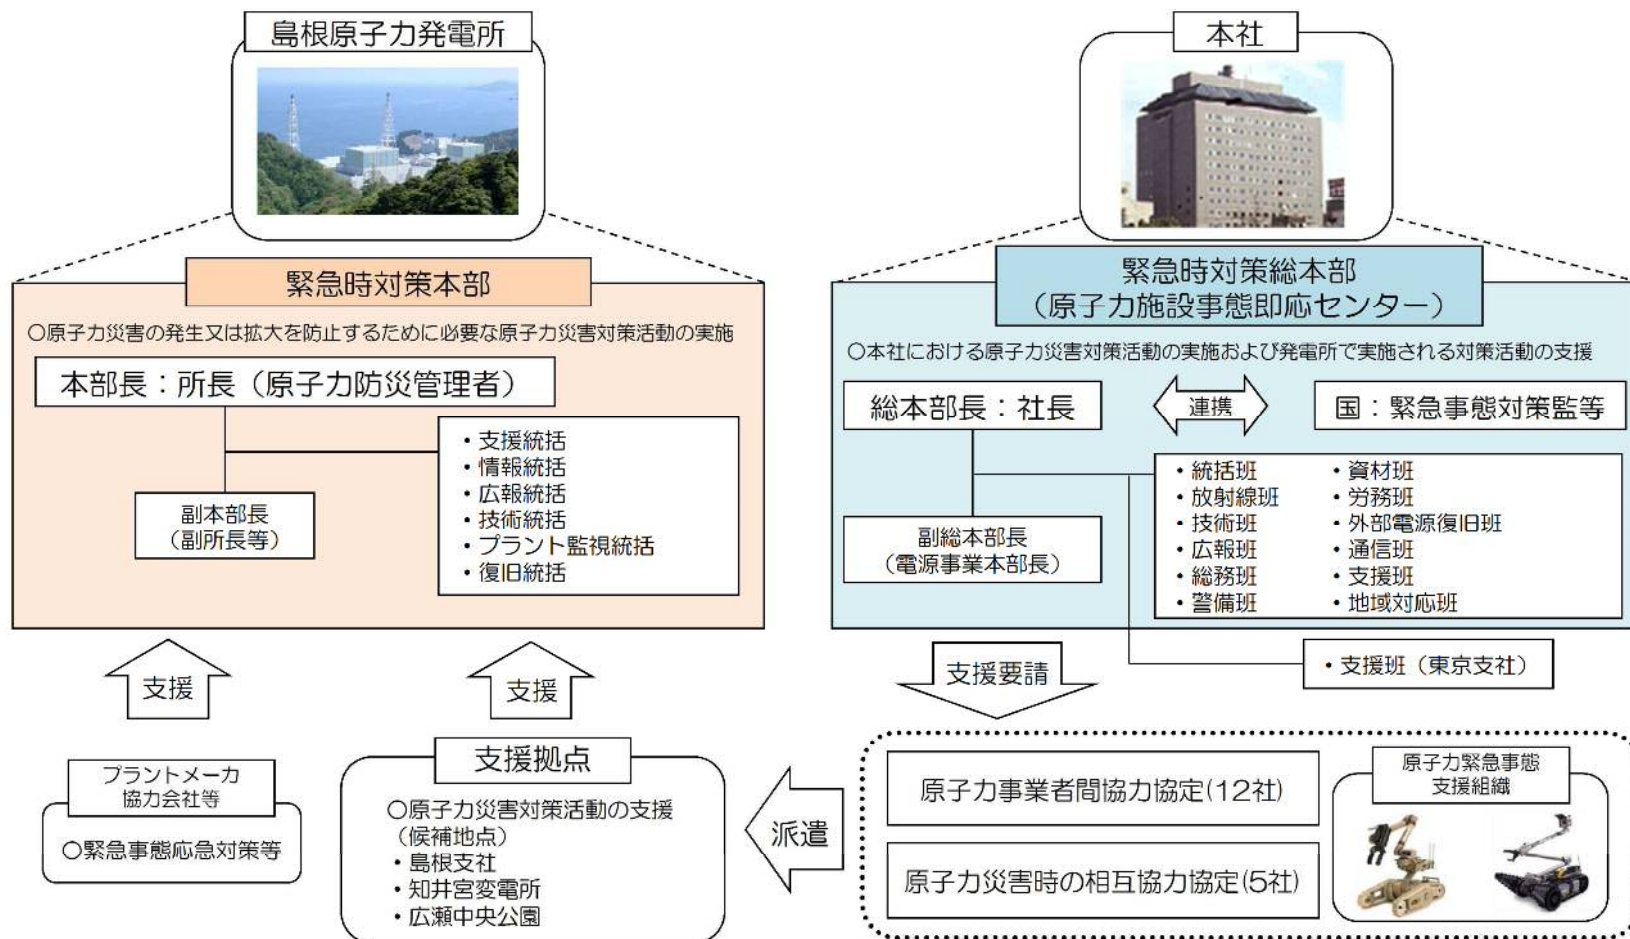 島根原子力発電所
緊急時対策本部
○原子力災害の発生又は拡大を防止するために必要な原子力災害対策活動の実施
本部長：所長（原子力防災管理者）
・支援統括
・情報統括
・広報統括
・技術統括
・プラント監視統括
・復旧統括
副本部長
（副所長等）
本社
緊急時対策総本部
（原子力施設事態即応センター）
○本社における原子力災害対策活動の実施および発電所で実施される対策活動の支援
総本部長：社長
連携
国：緊急事態対策監等
副総本部長
（電源事業本部長）
・統括班
・放射線班
・技術班
・広報班
・総務班
・警備班
・資材班
・労務班
・外部電源復旧班
・通信班
・支援班
・地域対応班
・支援班（東京支社）
支援
支援
支援要請
プラントメーカ
協力会社等
○緊急事態応急対策等
支援拠点
○原子力災害対策活動の支援
（候補地点）
・島根支社
・知井宮変電所
・広瀬中央公園
派遣
原子力事業者間協力協定(12社)
原子力災害時の相互協力協定(5社)
原子力緊急事態
支援組織